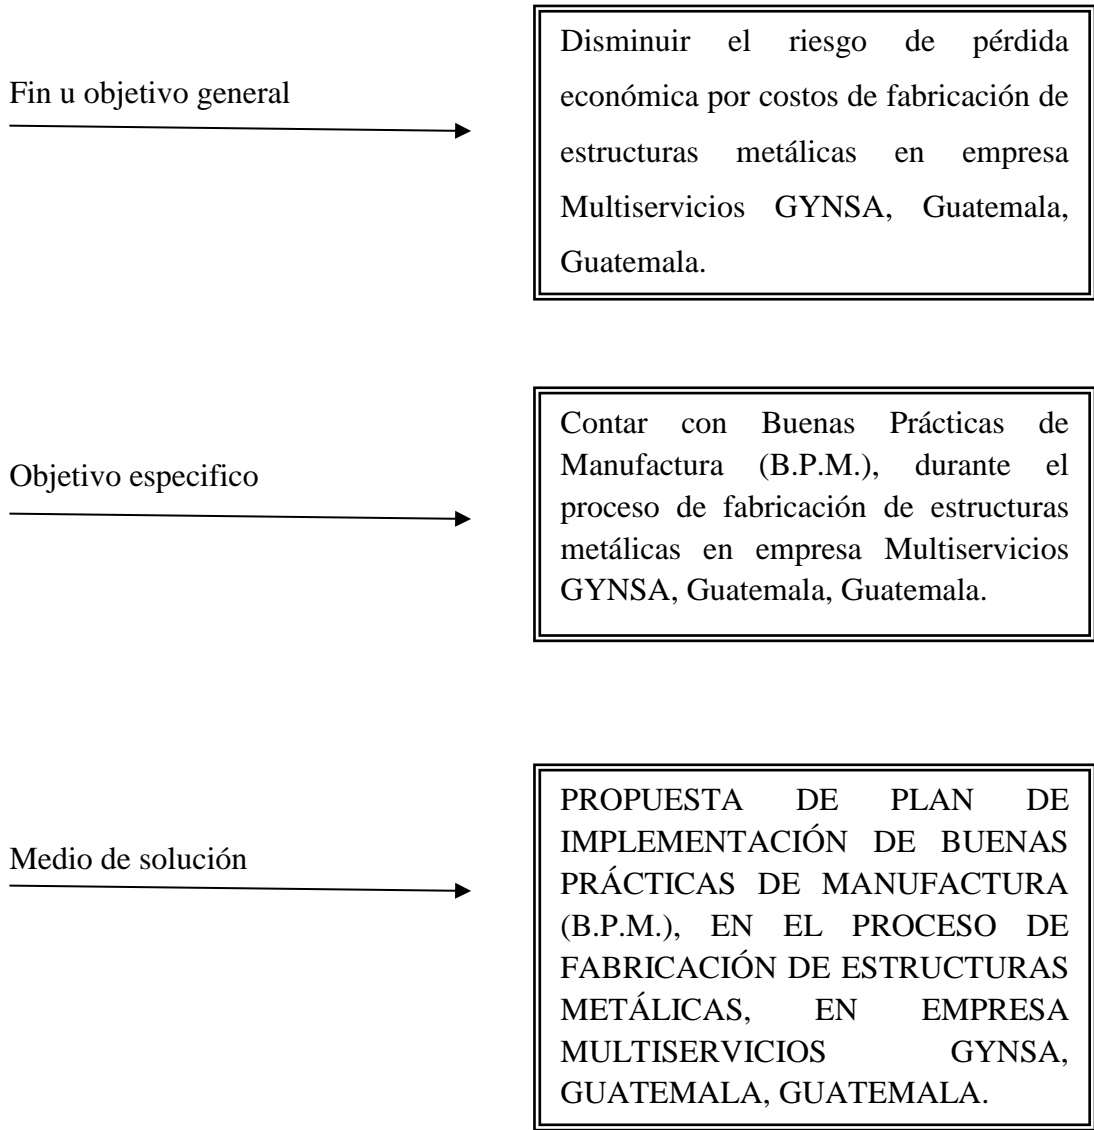 Fin u objetivo general
Disminuir el riesgo de pérdida
económica por costos de fabricación de
estructuras metálicas en empresa
Multiservicios GYNSA, Guatemala,
Guatemala.
Objetivo especifico
Contar con Buenas Prácticas de
Manufactura (B.P.M.), durante el
proceso de fabricación de estructuras
metálicas en empresa Multiservicios
GYNSA, Guatemala, Guatemala.
Medio de solución
PROPUESTA DE PLAN DE
IMPLEMENTACIÓN DE BUENAS
PRÁCTICAS DE MANUFACTURA
(B.P.M.), EN EL PROCESO DE
FABRICACIÓN DE ESTRUCTURAS
METÁLICAS, EN EMPRESA
MULTISERVICIOS GYNSA,
GUATEMALA, GUATEMALA.